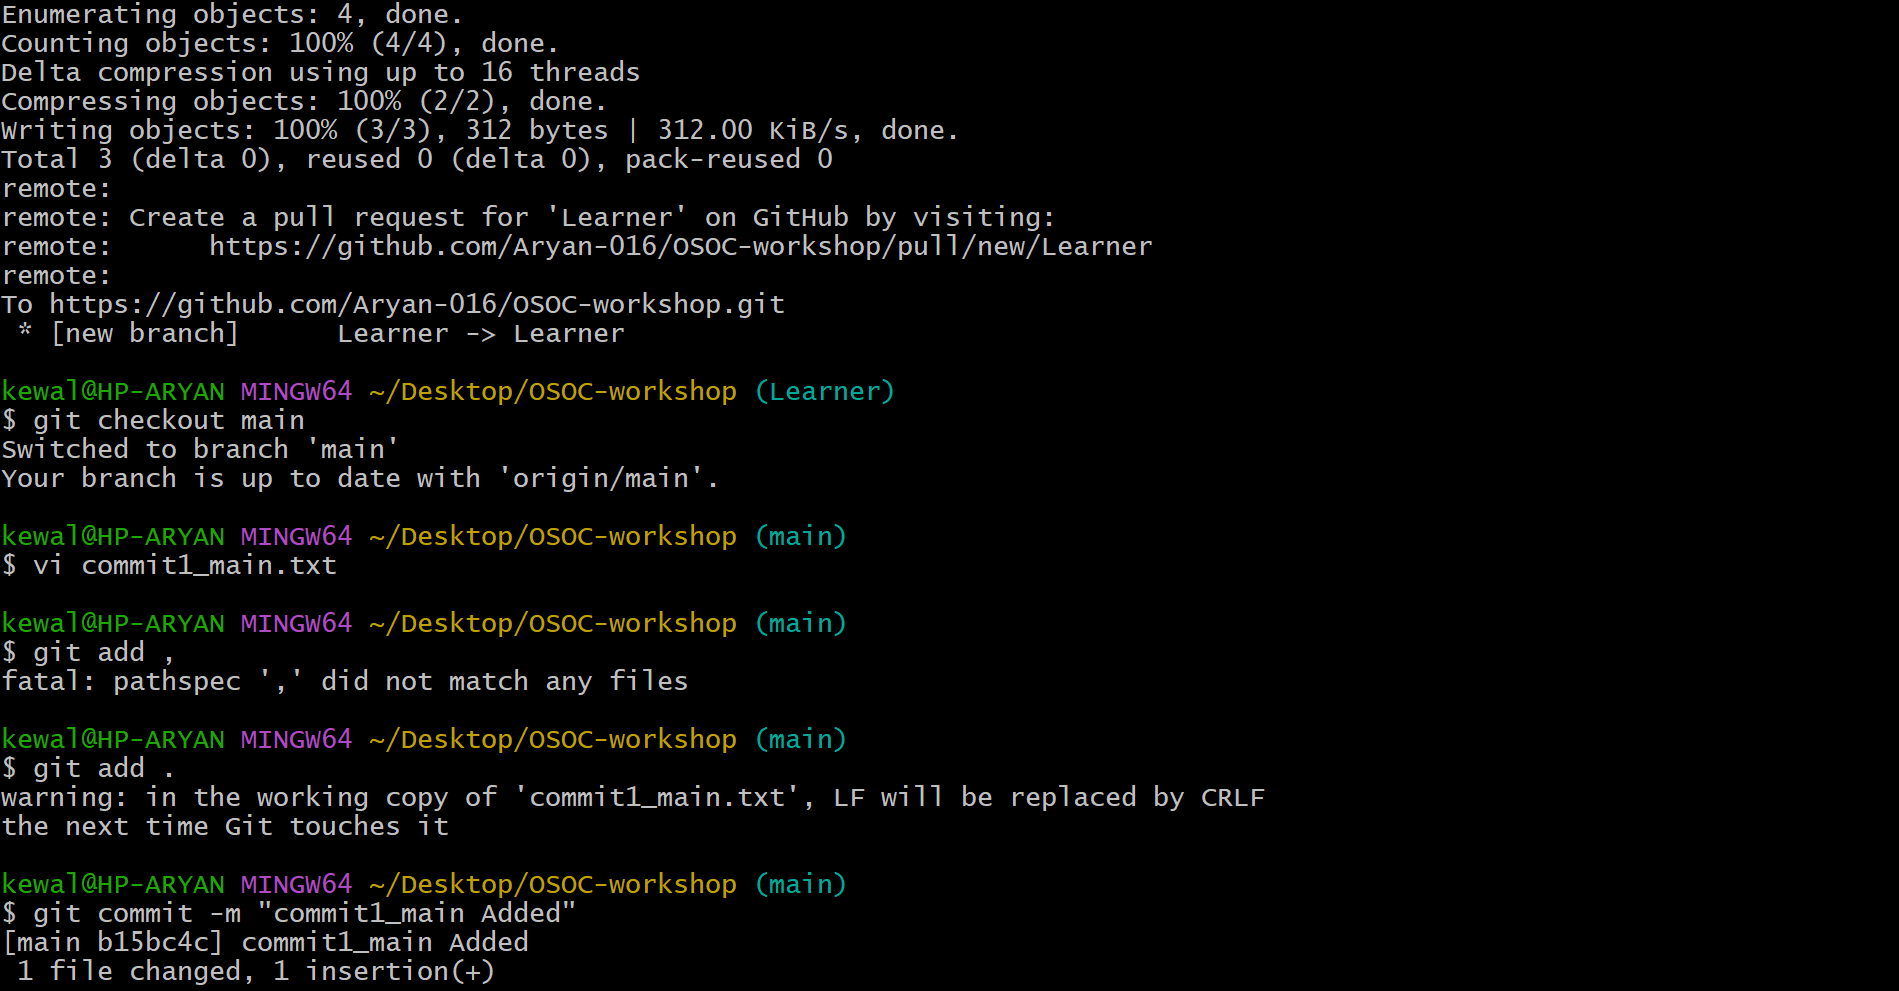 Enumerating objects: 4, done.
Counting objects: 100% (4/4), done.
Delta compression using up to 16 threads
Compressing objects: 100% (2/2), done.
Writing objects: 100% (3/3), 312 bytes | 312.00 KiB/s, done.
Total 3 (delta 0), reused 0 (delta 0), pack-reused 0
remote:
remote: Create a pull request for 'Learner' on GitHub by visiting:
remote:      https://github.com/Aryan-016/OSOC-workshop/pull/new/Learner
remote:
To https://github.com/Aryan-016/OSOC-workshop.git
 * [new branch]      Learner -> Learner
kewal@HP-ARYAN MINGW64 ~/Desktop/OSOC-workshop (Learner)
$ git checkout main
Switched to branch 'main'
Your branch is up to date with 'origin/main'.
kewal@HP-ARYAN MINGW64 ~/Desktop/OSOC-workshop (main)
$ vi commit1_main.txt
kewal@HP-ARYAN MINGW64 ~/Desktop/OSOC-workshop (main)
$ git add ,
fatal: pathspec ',' did not match any files
kewal@HP-ARYAN MINGW64 ~/Desktop/OSOC-workshop (main)
$ git add .
warning: in the working copy of 'commit1_main.txt', LF will be replaced by CRLF
the next time Git touches it
kewal@HP-ARYAN MINGW64 ~/Desktop/OSOC-workshop (main)
$ git commit -m "commit1_main Added"
[main b15bc4c] commit1_main Added
 1 file changed, 1 insertion(+)